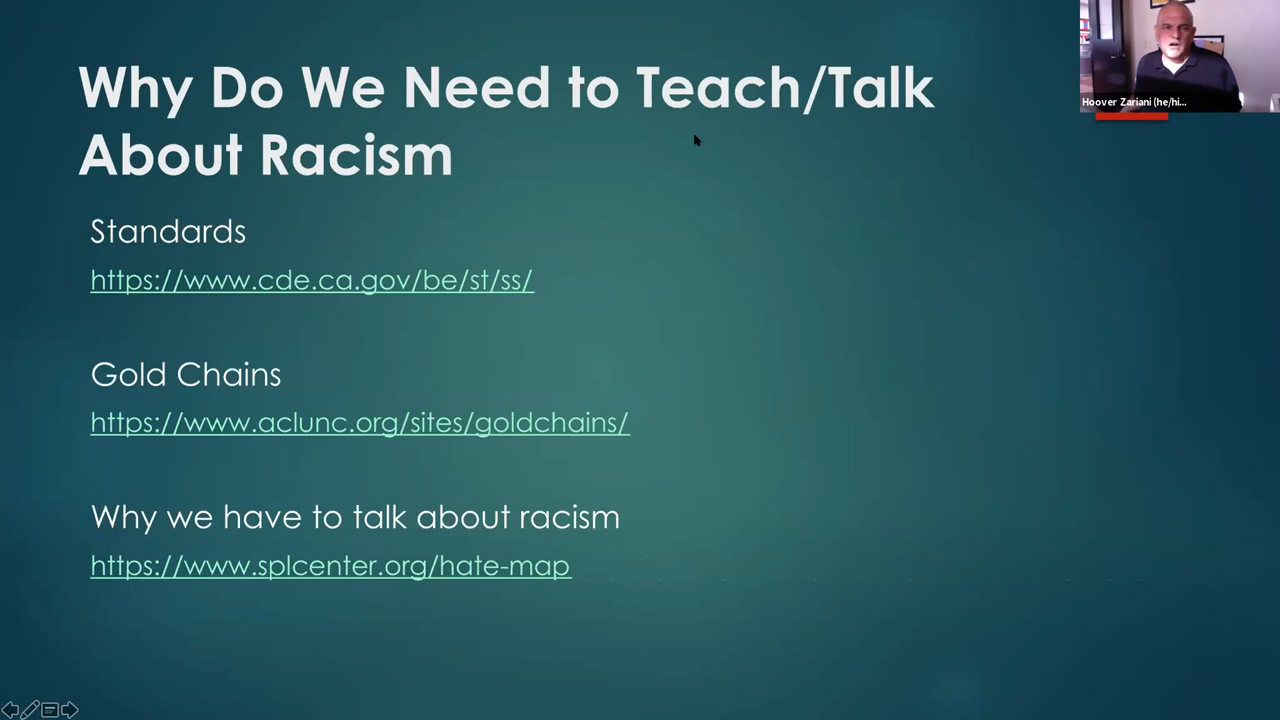 Why Do We Need to Teach/Talk
About Racism
Standards
https://www.cde.ca.gov/be/st/ss/
Gold Chains
https://www.aclunc.org/sites/goldchains/
Why we have to talk about racism
https://www.splcenter.org/hate-map
Hoover Zariani (he/hi...